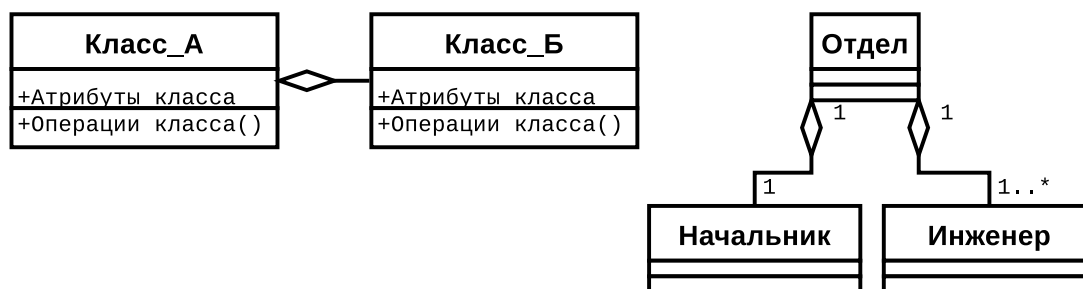 Класс_А
+Атрибуты класса
+Операции класса()
Класс_Б
+Атрибуты класса
+Операции класса()
Отдел
1
1
1
1..*
Начальник
Инженер